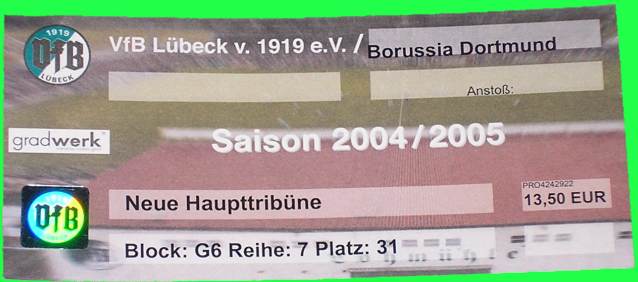 1919
VfB
LÜBECK
VfB Lübeck v. 1919 e.V. / Borussia Dortmund
Anstoß:
gradwerk
Saison 2004/2005
VfB
Neue Haupttribüne
PRO4242922
13,50 EUR
Block: G6 Reihe: 7 Platz: 31